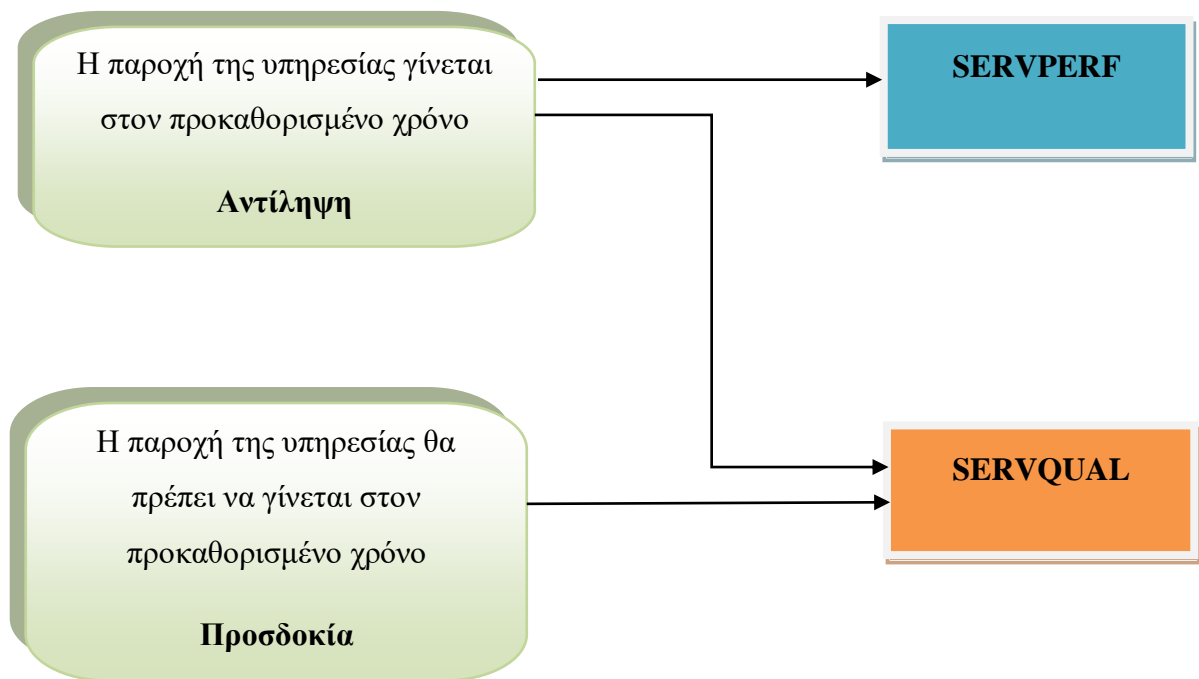 Η παροχή της υπηρεσίας γίνεται
στον προκαθορισμένο χρόνο
Αντίληψη
SERVPERF
Η παροχή της υπηρεσίας θα
πρέπει να γίνεται στον
προκαθορισμένο χρόνο
Προσδοκία
SERVQUAL